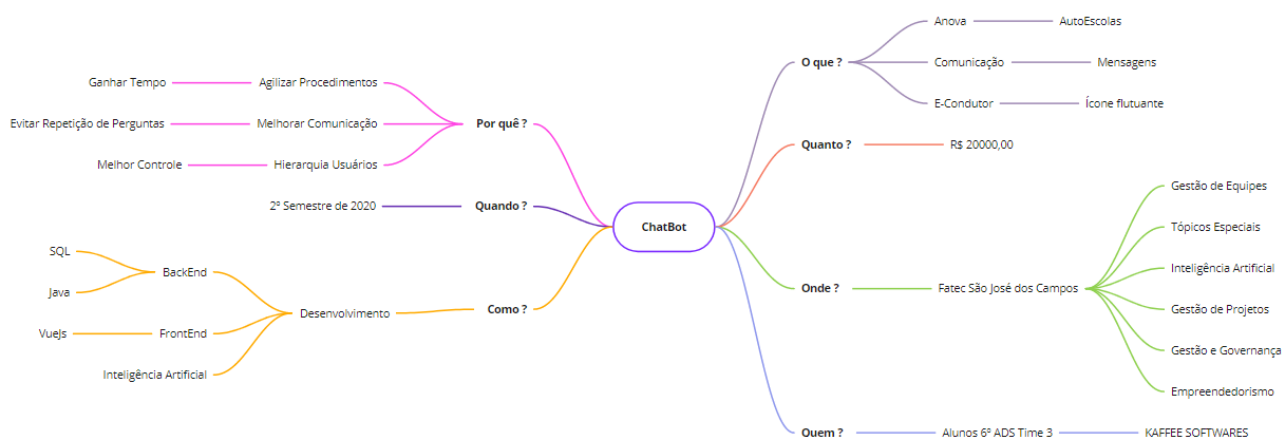 ChatBot
Por quê ?
Agilizar Procedimentos
Ganhar Tempo
Melhorar Comunicação
Evitar Repetição de Perguntas
Hierarquia Usuários
Melhor Controle
Quando ?
2º Semestre de 2020
Como ?
Desenvolvimento
BackEnd
SQL
Java
FrontEnd
VueJs
Inteligência Artificial
O que ?
Anova
AutoEscolas
Comunicação
Mensagens
E-Condutor
Ícone flutuante
Quanto ?
R$ 20000,00
Onde ?
Fatec São José dos Campos
Gestão de Equipes
Tópicos Especiais
Inteligência Artificial
Gestão de Projetos
Gestão e Governança
Empreendedorismo
Quem ?
Alunos 6º ADS Time 3
KAFFEE SOFTWARES